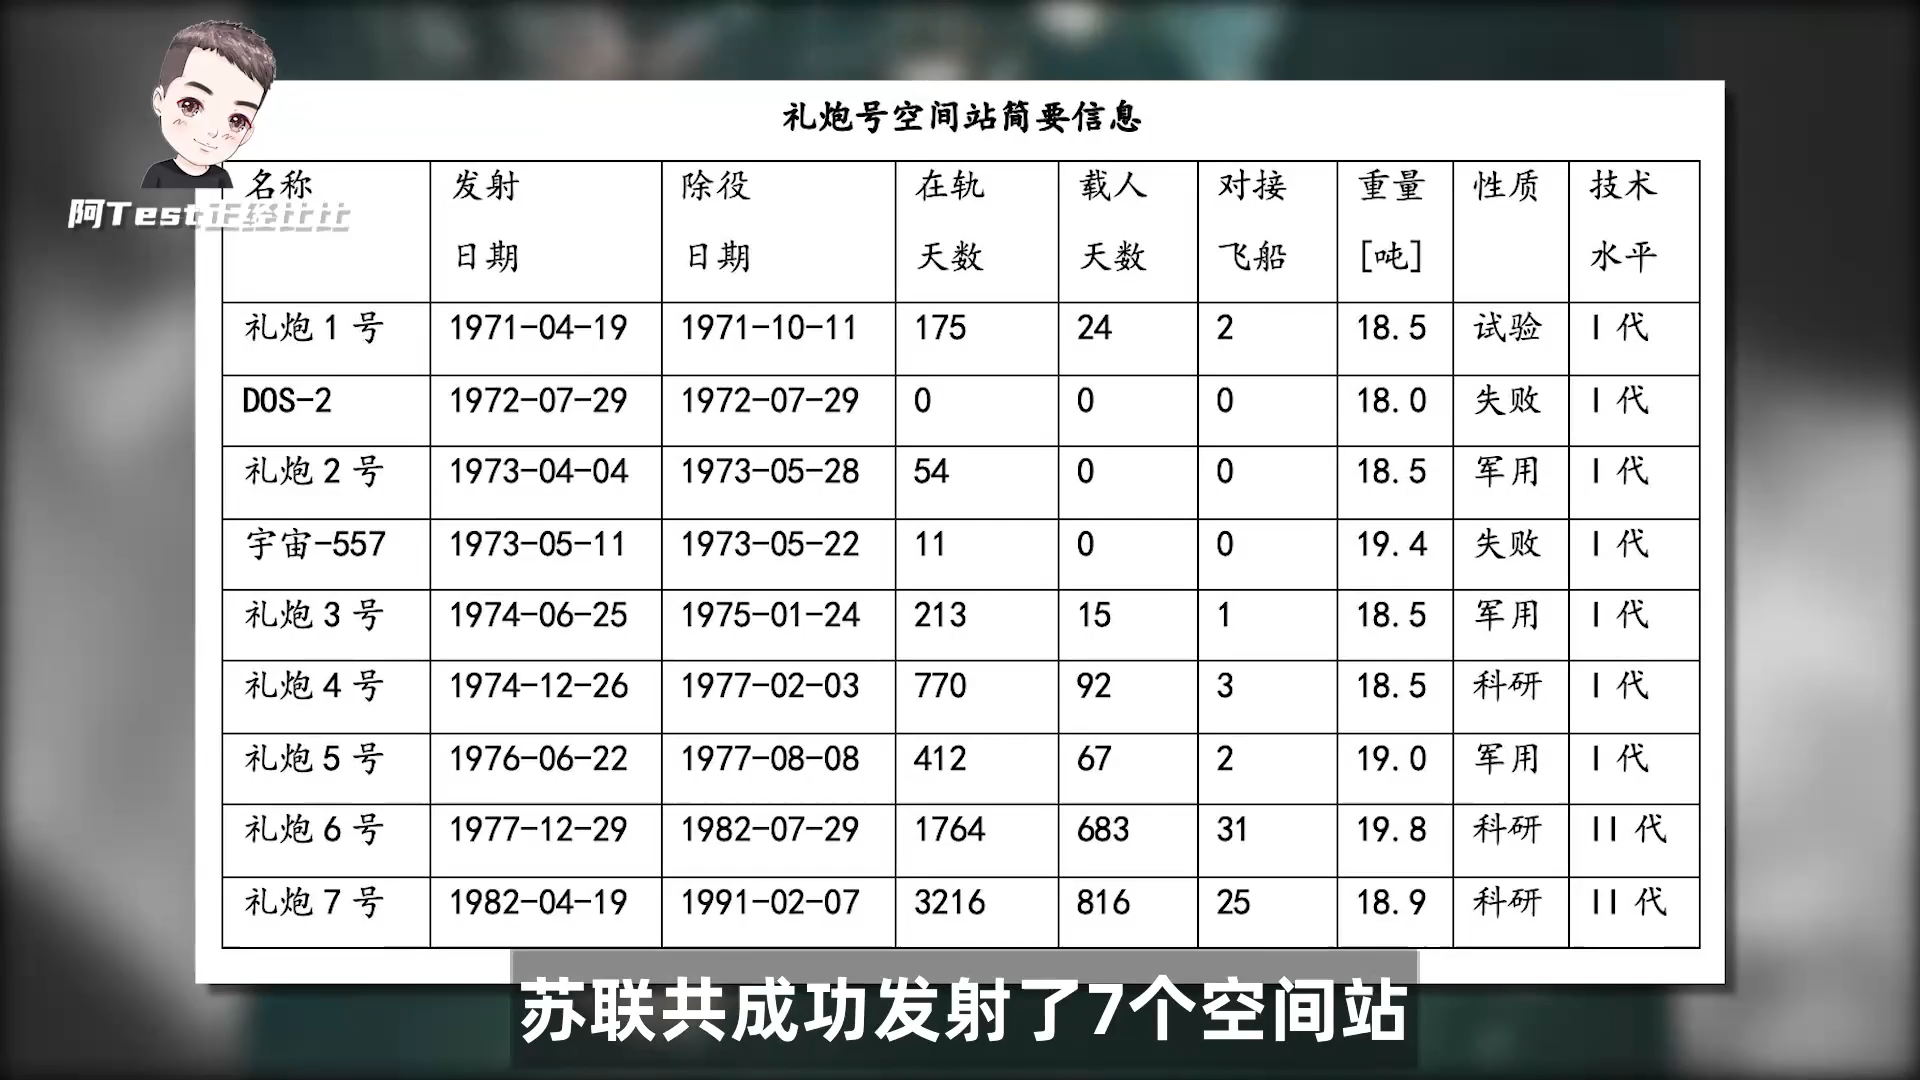 礼炮号空间站简要信息
阿Test正经比比
名称 发射日期 除役日期 在轨天数 载人天数 对接飞船 重量[吨] 性质 技术水平
礼炮1号 1971-04-19 1971-10-11 175 24 2 18.5 试验 I代
DOS-2 1972-07-29 1972-07-29 0 0 0 18.0 失败 I代
礼炮2号 1973-04-04 1973-05-28 54 0 0 18.5 军用 I代
宇宙-557 1973-05-11 1973-05-22 11 0 0 19.4 失败 I代
礼炮3号 1974-06-25 1975-01-24 213 15 1 18.5 军用 I代
礼炮4号 1974-12-26 1977-02-03 770 92 3 18.5 科研 I代
礼炮5号 1976-06-22 1977-08-08 412 67 2 19.0 军用 I代
礼炮6号 1977-12-29 1982-07-29 1764 683 31 19.8 科研 II代
礼炮7号 1982-04-19 1991-02-07 3216 816 25 18.9 科研 II代
苏联共成功发射了7个空间站